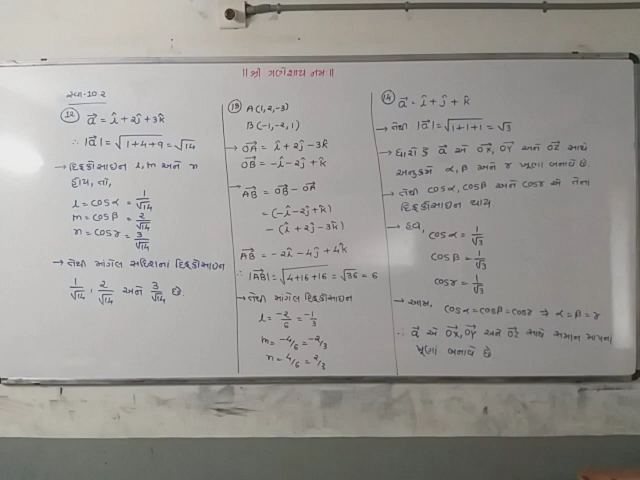 ॥ શ્રી ગણેશાય નમઃ ॥
સ્વા. 10.2
(12) a⃗ = î + 2ĵ + 3k̂
∴ |a⃗| = √(1+4+9) = √14
→ દિક્કોસાઇન l, m અને n
હોય, તો,
l = cosα = 1/√14
m = cosβ = 2/√14
n = cosγ = 3/√14
→ તેથી માંગેલ સદિશનાં દિક્કોસાઇન
1/√14, 2/√14 અને 3/√14 છે.
(13) A(1, 2, -3)
B(-1, -2, 1)
→ OA⃗ = î + 2ĵ - 3k̂
OB⃗ = -î - 2ĵ + k̂
→ AB⃗ = OB⃗ - OA⃗
= (-î - 2ĵ + k̂)
- (î + 2ĵ - 3k̂)
AB⃗ = -2î - 4ĵ + 4k̂
∴ |AB⃗| = √(4+16+16) = √36 = 6
→ તેથી માંગેલ દિક્કોસાઇન
l = -2/6 = -1/3
m = -4/6 = -2/3
n = 4/6 = 2/3
(14) a⃗ = î + ĵ + k̂
→ તેથી |a⃗| = √(1+1+1) = √3
→ ધારો કે a⃗ એ OX⃗, OY⃗ અને OZ⃗ સાથે
અનુક્રમે α, β અને γ ખૂણા બનાવે છે.
→ તેથી cosα, cosβ અને cosγ એ તેના
દિક્કોસાઇન થાય
→ હવે, cosα = 1/√3
cosβ = 1/√3
cosγ = 1/√3
→ આમ, cosα = cosβ = cosγ ⇒ α = β = γ
∴ a⃗ એ OX⃗, OY⃗ અને OZ⃗ સાથે સમાન માપના
ખૂણા બનાવે છે